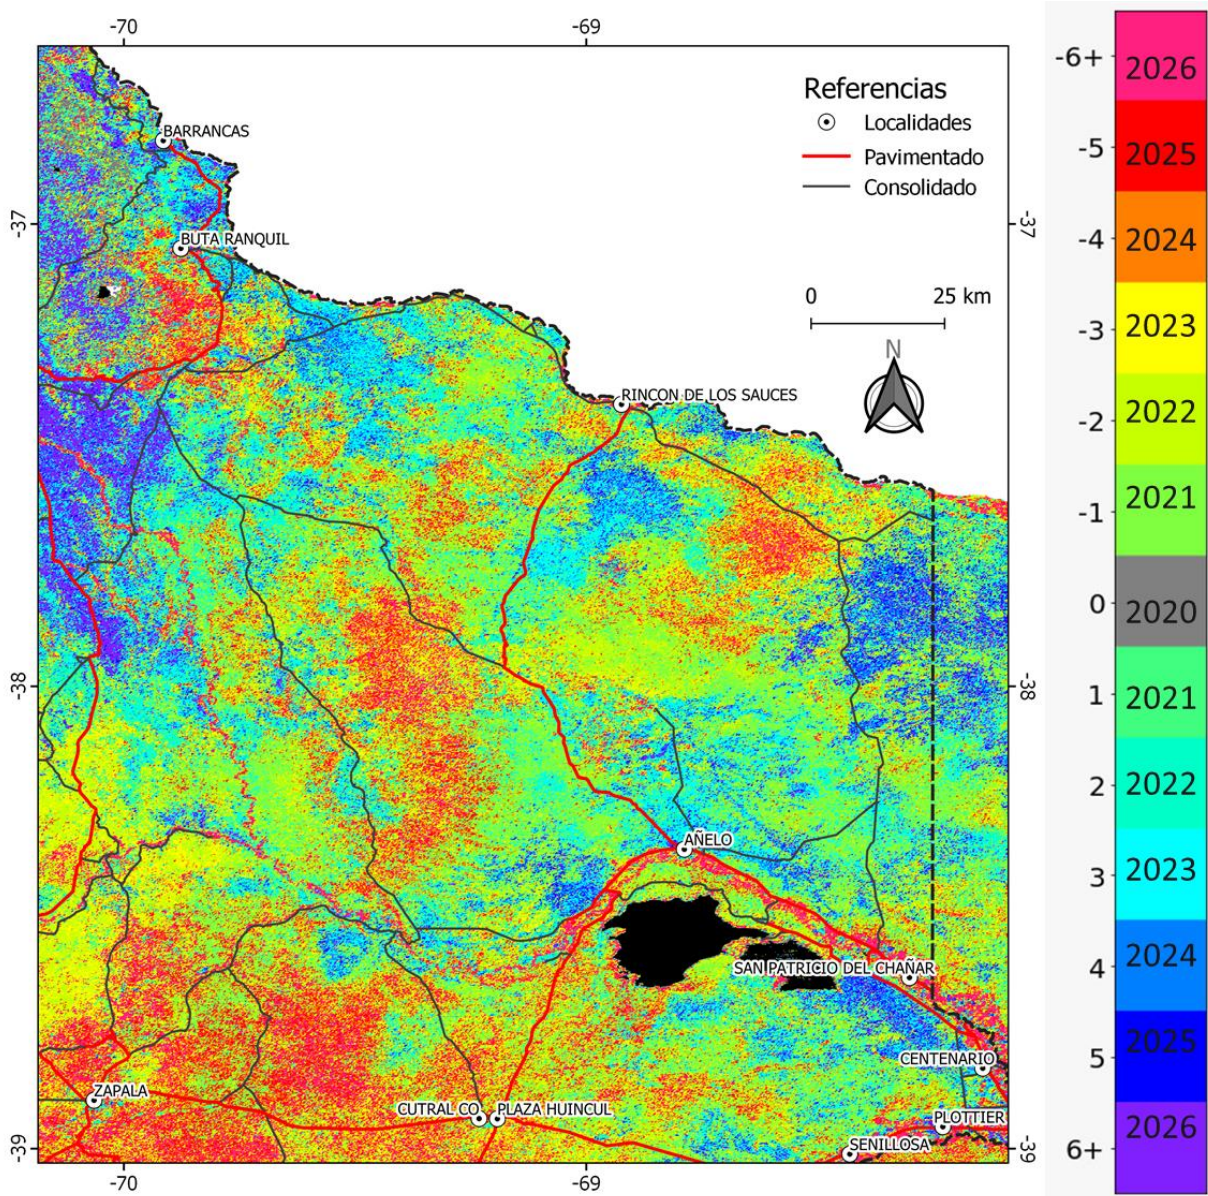 -70
-69
Referencias
Localidades
Pavimentado
Consolidado
0
25 km
N
-37
-37
BARRANCAS
BUTA RANQUIL
RINCON DE LOS SAUCES
-38
-38
AÑELO
SAN PATRICIO DEL CHAÑAR
CENTENARIO
ZAPALA
CUTRAL CO
PLAZA HUINCUL
PLOTTIER
SENILLOSA
-39
-39
-70
-69
-6+ 2026
-5 2025
-4 2024
-3 2023
-2 2022
-1 2021
0 2020
1 2021
2 2022
3 2023
4 2024
5 2025
6+ 2026